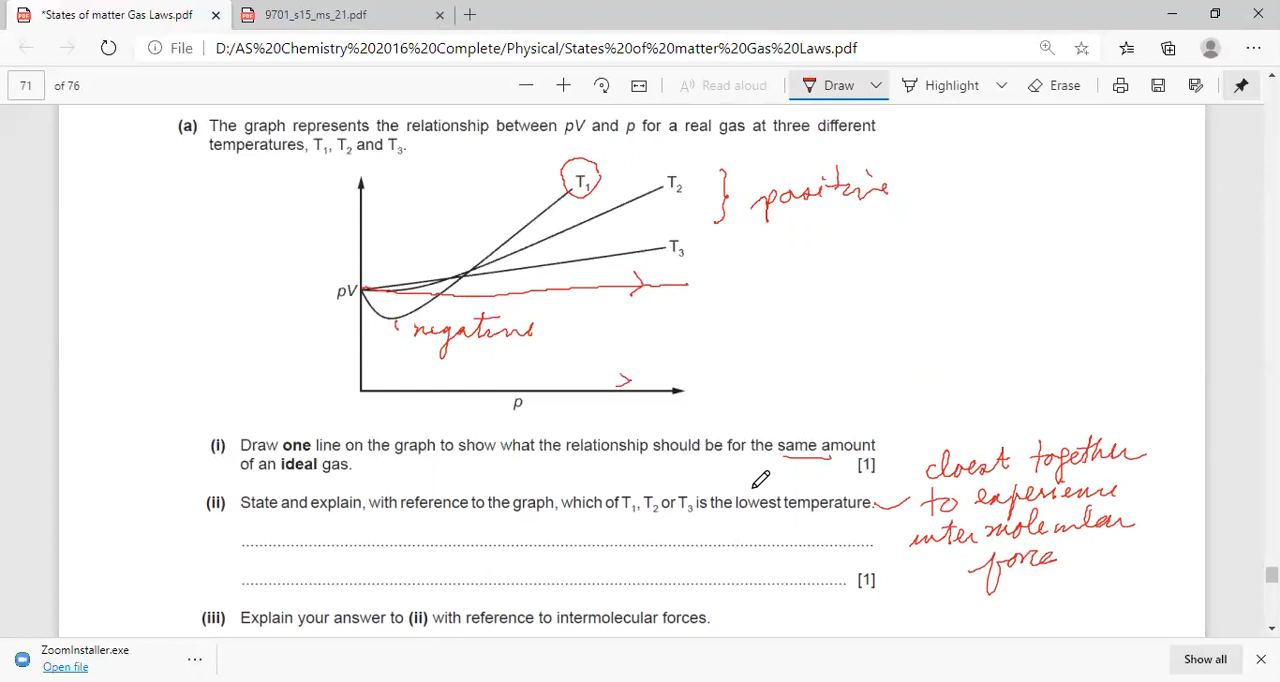 *States of matter Gas Laws.pdf
9701_s15_ms_21.pdf
File
D:/AS%20Chemistry%202016%20Complete/Physical/States%20of%20matter%20Gas%20Laws.pdf
71 of 76
Read aloud
Draw
Highlight
Erase
(a) The graph represents the relationship between pV and p for a real gas at three different
temperatures, T₁, T₂ and T₃.
T₁
T₂
positive
T₃
pV
negative
p
(i) Draw one line on the graph to show what the relationship should be for the same amount
of an ideal gas. [1]
(ii) State and explain, with reference to the graph, which of T₁, T₂ or T₃ is the lowest temperature.
closest together
to experience
intermolecular
force
[1]
(iii) Explain your answer to (ii) with reference to intermolecular forces.
ZoomInstaller.exe
Open file
Show all